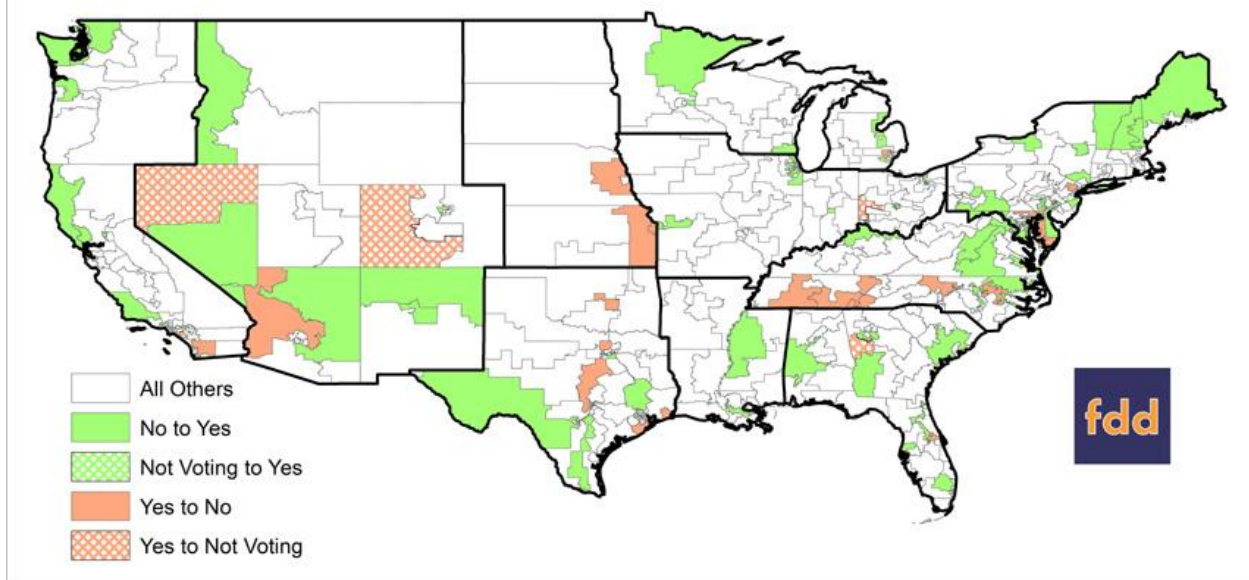 All Others
No to Yes
Not Voting to Yes
Yes to No
Yes to Not Voting
fdd